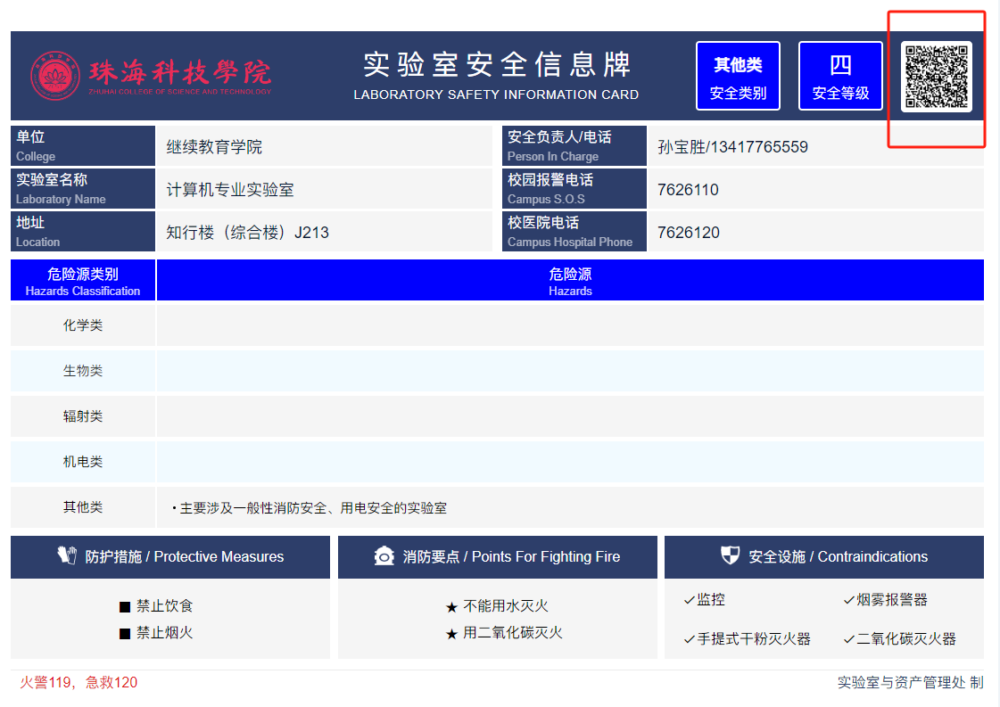 珠海科技學院
ZHUHAI COLLEGE OF SCIENCE AND TECHNOLOGY
实验室安全信息牌
LABORATORY SAFETY INFORMATION CARD
其他类
安全类别
四
安全等级
单位
College
继续教育学院
安全负责人/电话
Person In Charge
孙宝胜/13417765559
实验室名称
Laboratory Name
计算机专业实验室
校园报警电话
Campus S.O.S
7626110
地址
Location
知行楼（综合楼）J213
校医院电话
Campus Hospital Phone
7626120
危险源类别
Hazards Classification
危险源
Hazards
化学类
生物类
辐射类
机电类
其他类
• 主要涉及一般性消防安全、用电安全的实验室
防护措施 / Protective Measures
■ 禁止饮食
■ 禁止烟火
消防要点 / Points For Fighting Fire
★ 不能用水灭火
★ 用二氧化碳灭火
安全设施 / Contraindications
✓监控 ✓烟雾报警器
✓手提式干粉灭火器 ✓二氧化碳灭火器
火警119，急救120
实验室与资产管理处 制